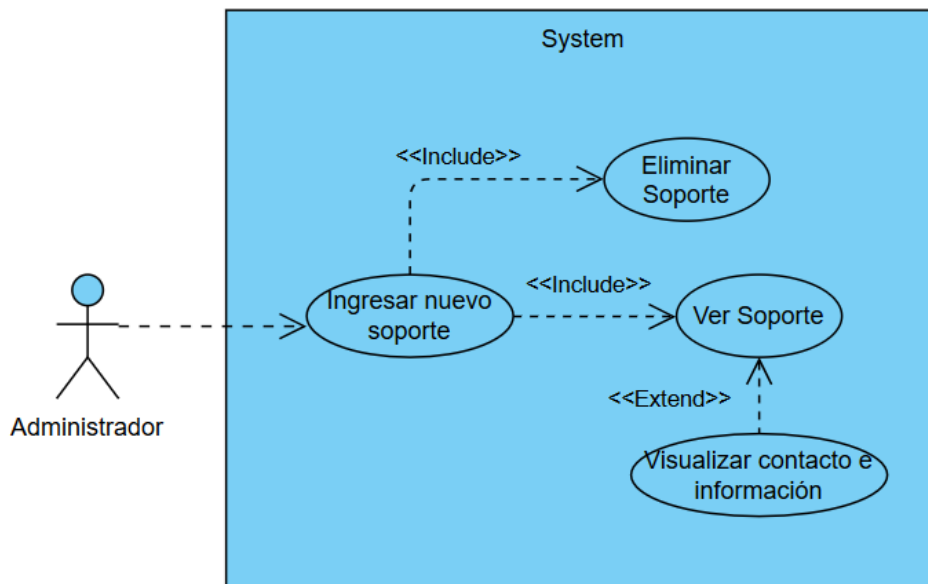 System
<<Include>>
Eliminar
Soporte
<<Include>>
Ingresar nuevo
soporte
Ver Soporte
<<Extend>>
Administrador
Visualizar contacto e
información